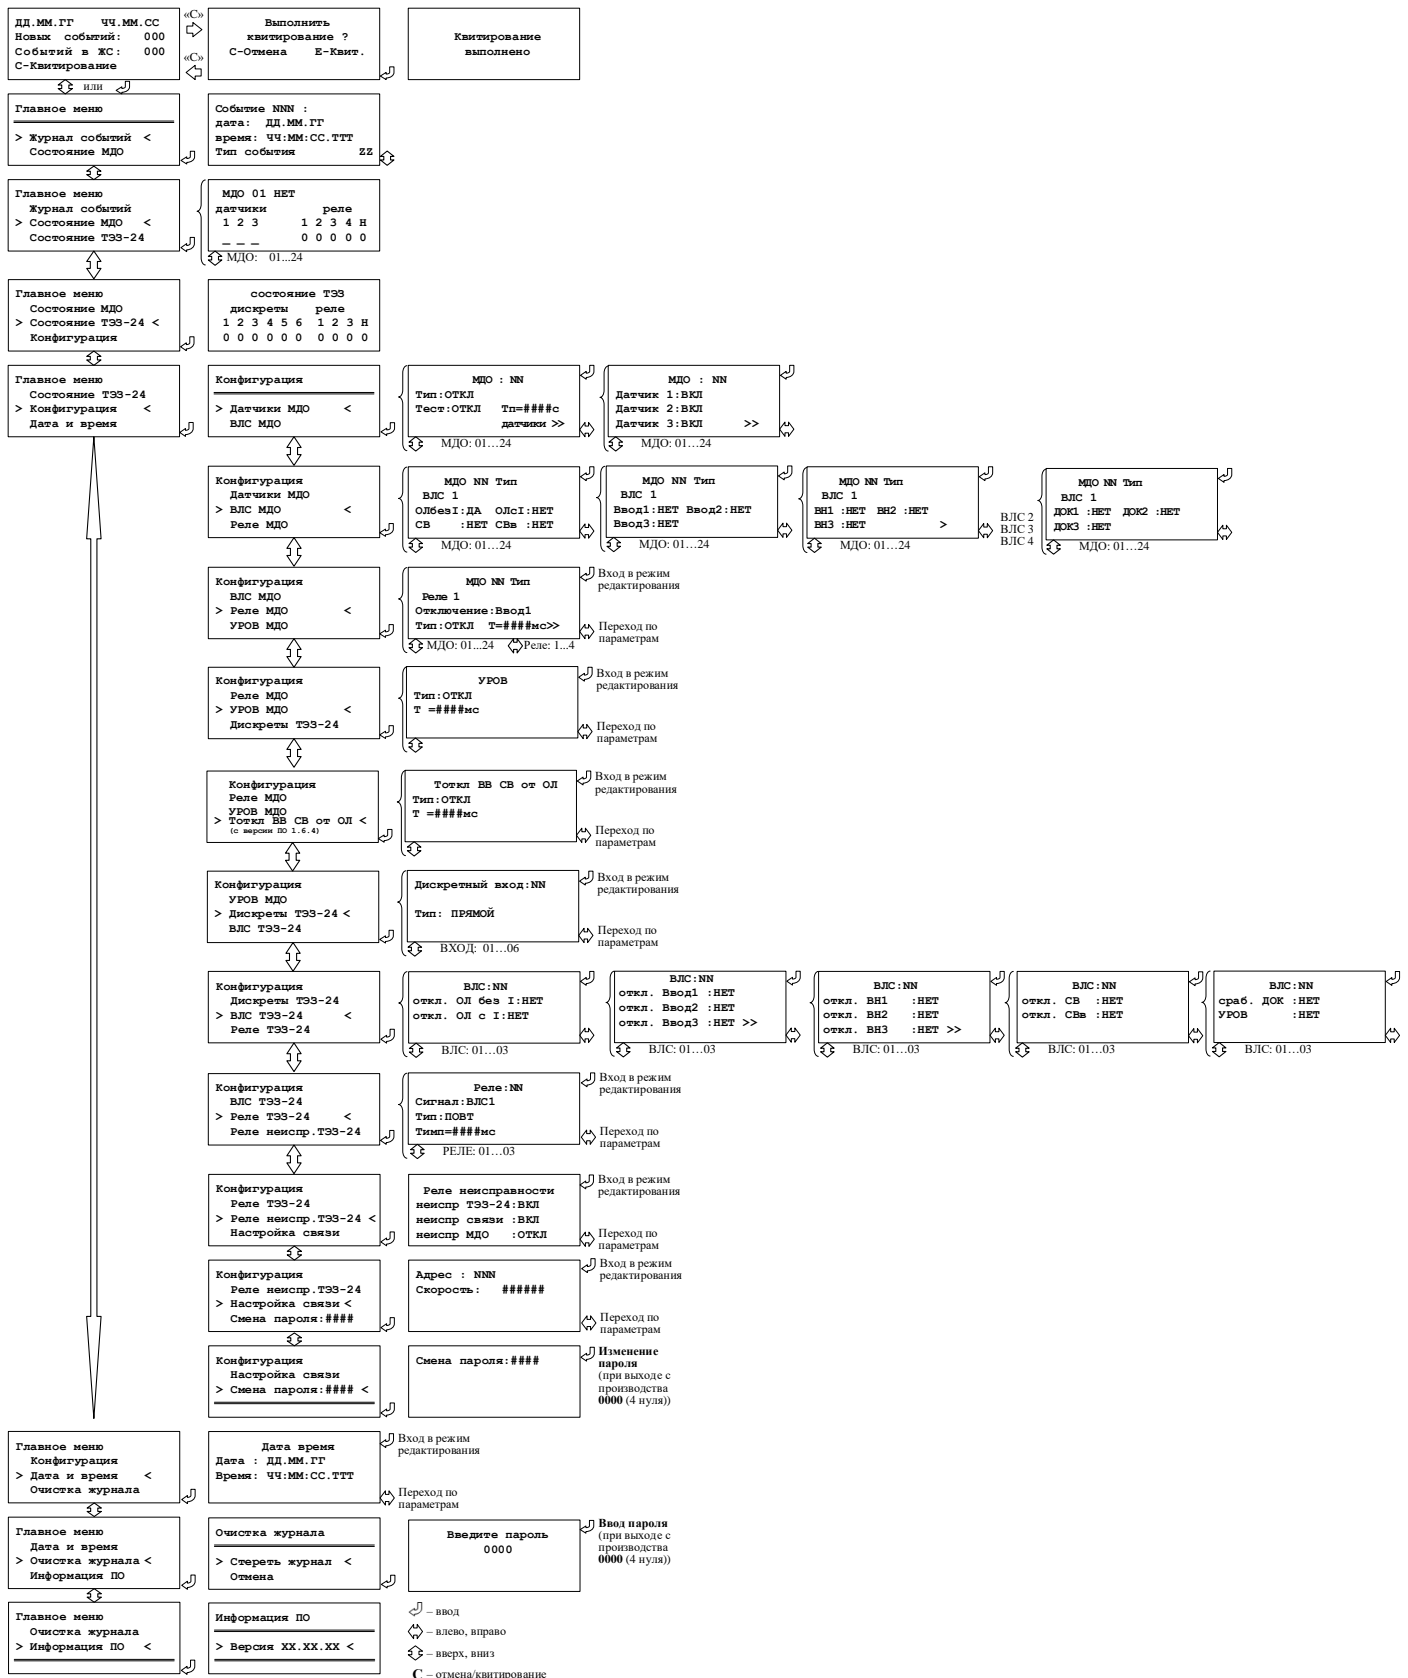 ДД.ММ.ГГ ЧЧ.ММ.СС
Новых событий: 000
Событий в ЖС: 000
С-Квитирование
«С»
«С»
Выполнить
квитирование ?
С-Отмена Е-Квит.
Квитирование
выполнено
или
Главное меню
> Журнал событий <
Состояние МДО
Событие NNN :
дата: ДД.ММ.ГГ
время: ЧЧ:ММ:СС.ТТТ
Тип события ZZ
Главное меню
Журнал событий
> Состояние МДО <
Состояние ТЭЗ-24
МДО 01 НЕТ
датчики реле
1 2 3 1 2 3 4 Н
_ _ _ 0 0 0 0 0
МДО: 01...24
Главное меню
Состояние МДО
> Состояние ТЭЗ-24 <
Конфигурация
состояние ТЭЗ
дискреты реле
1 2 3 4 5 6 1 2 3 Н
0 0 0 0 0 0 0 0 0 0
Главное меню
Состояние ТЭЗ-24
> Конфигурация <
Дата и время
Конфигурация
> Датчики МДО <
ВЛС МДО
МДО : NN
Тип:ОТКЛ
Тест:ОТКЛ Тп=####с
датчики >>
МДО: 01…24
МДО : NN
Датчик 1:ВКЛ
Датчик 2:ВКЛ
Датчик 3:ВКЛ >>
МДО: 01…24
Конфигурация
Датчики МДО
> ВЛС МДО <
Реле МДО
МДО NN Тип
ВЛС 1
ОЛбезI:ДА ОЛсI:НЕТ
СВ :НЕТ СВв :НЕТ
МДО: 01…24
МДО NN Тип
ВЛС 1
Ввод1:НЕТ Ввод2:НЕТ
Ввод3:НЕТ
МДО: 01…24
МДО NN Тип
ВЛС 1
ВН1 :НЕТ ВН2 :НЕТ
ВН3 :НЕТ >
МДО: 01…24
ВЛС 2
ВЛС 3
ВЛС 4
МДО NN Тип
ВЛС 1
ДОК1 :НЕТ ДОК2 :НЕТ
ДОК3 :НЕТ
МДО: 01…24
Конфигурация
ВЛС МДО
> Реле МДО <
УРОВ МДО
МДО NN Тип
Реле 1
Отключение:Ввод1
Тип:ОТКЛ Т=####мс>>
МДО: 01...24 Реле: 1...4
Вход в режим
редактирования
Переход по
параметрам
Конфигурация
Реле МДО
> УРОВ МДО <
Дискреты ТЭЗ-24
УРОВ
Тип:ОТКЛ
Т =####мс
Вход в режим
редактирования
Переход по
параметрам
Конфигурация
Реле МДО
УРОВ МДО
> Тоткл ВВ СВ от ОЛ <
(с версии ПО 1.6.4)
Тоткл ВВ СВ от ОЛ
Тип:ОТКЛ
Т =####мс
Вход в режим
редактирования
Переход по
параметрам
Конфигурация
УРОВ МДО
> Дискреты ТЭЗ-24 <
ВЛС ТЭЗ-24
Дискретный вход:NN
Тип: ПРЯМОЙ
ВХОД: 01…06
Вход в режим
редактирования
Переход по
параметрам
Конфигурация
Дискреты ТЭЗ-24
> ВЛС ТЭЗ-24 <
Реле ТЭЗ-24
ВЛС:NN
откл. ОЛ без I:НЕТ
откл. ОЛ с I:НЕТ
ВЛС: 01…03
ВЛС:NN
откл. Ввод1 :НЕТ
откл. Ввод2 :НЕТ
откл. Ввод3 :НЕТ >>
ВЛС: 01…03
ВЛС:NN
откл. ВН1 :НЕТ
откл. ВН2 :НЕТ
откл. ВН3 :НЕТ >>
ВЛС: 01…03
ВЛС:NN
откл. СВ :НЕТ
откл. СВв :НЕТ
ВЛС: 01…03
ВЛС:NN
сраб. ДОК :НЕТ
УРОВ :НЕТ
ВЛС: 01…03
Конфигурация
ВЛС ТЭЗ-24
> Реле ТЭЗ-24 <
Реле неиспр.ТЭЗ-24
Реле:NN
Сигнал:ВЛС1
Тип:ПОВТ
Тимп=####мс
РЕЛЕ: 01…03
Вход в режим
редактирования
Переход по
параметрам
Конфигурация
Реле ТЭЗ-24
> Реле неиспр.ТЭЗ-24 <
Настройка связи
Реле неисправности
неиспр ТЭЗ-24:ВКЛ
неиспр связи :ВКЛ
неиспр МДО :ОТКЛ
Вход в режим
редактирования
Переход по
параметрам
Конфигурация
Реле неиспр.ТЭЗ-24
> Настройка связи <
Смена пароля:####
Адрес : NNN
Скорость: ######
Вход в режим
редактирования
Переход по
параметрам
Конфигурация
Настройка связи
> Смена пароля:#### <
Смена пароля:####
Изменение
пароля
(при выходе с
производства
0000 (4 нуля))
Главное меню
Конфигурация
> Дата и время <
Очистка журнала
Дата время
Дата : ДД.ММ.ГГ
Время: ЧЧ:ММ:СС.ТТТ
Вход в режим
редактирования
Переход по
параметрам
Главное меню
Дата и время
> Очистка журнала <
Информация ПО
Очистка журнала
> Стереть журнал <
Отмена
Введите пароль
0000
Ввод пароля
(при выходе с
производства
0000 (4 нуля))
Главное меню
Очистка журнала
> Информация ПО <
Информация ПО
> Версия XX.XX.XX <
– ввод
– влево, вправо
– вверх, вниз
С – отмена/квитирование